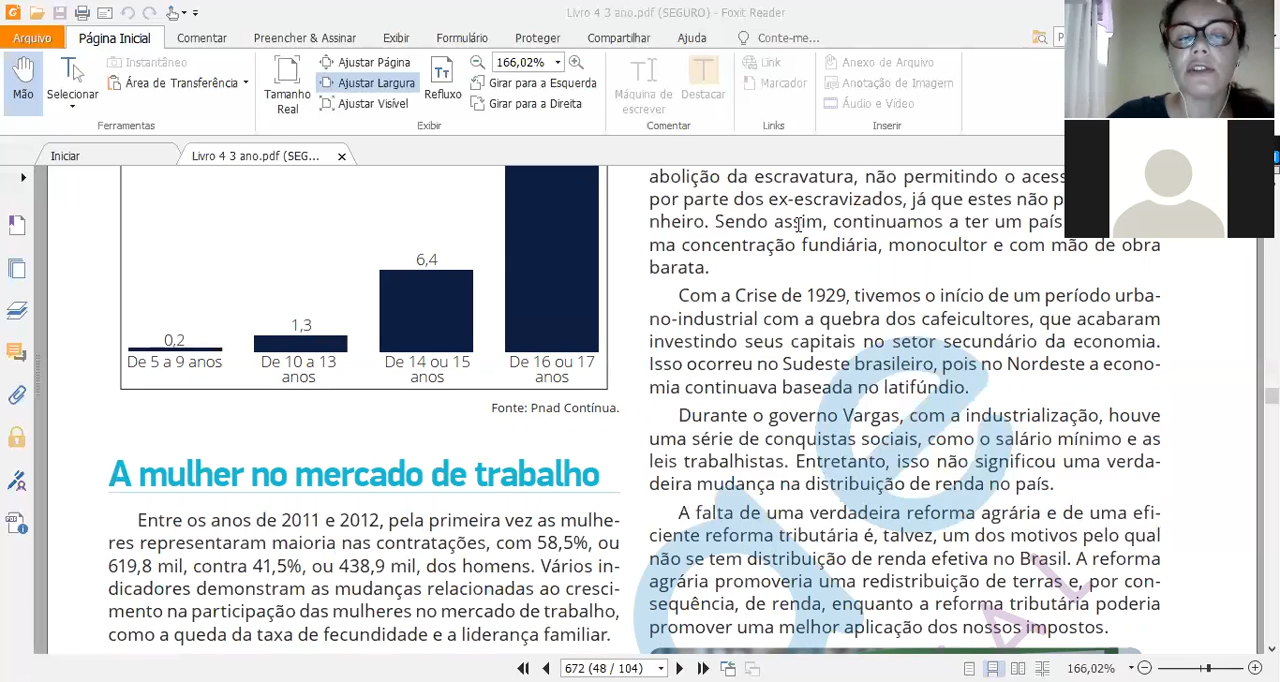 Livro 4 3 ano.pdf (SEGURO) - Foxit Reader
Arquivo
Página Inicial
Comentar
Preencher & Assinar
Exibir
Formulário
Proteger
Compartilhar
Ajuda
Conte-me...
Mão
Selecionar
Instantâneo
Área de Transferência
Ferramentas
Tamanho
Real
Ajustar Página
Ajustar Largura
Ajustar Visível
Refluxo
166,02%
Girar para a Esquerda
Girar para a Direita
Exibir
Máquina de
escrever
Destacar
Comentar
Link
Marcador
Links
Anexo de Arquivo
Anotação de Imagem
Áudio e Vídeo
Inserir
Iniciar
Livro 4 3 ano.pdf (SEG...
0,2
1,3
6,4
De 5 a 9 anos
De 10 a 13
anos
De 14 ou 15
anos
De 16 ou 17
anos
Fonte: Pnad Contínua.
A mulher no mercado de trabalho
Entre os anos de 2011 e 2012, pela primeira vez as mulhe-
res representaram maioria nas contratações, com 58,5%, ou
619,8 mil, contra 41,5%, ou 438,9 mil, dos homens. Vários in-
dicadores demonstram as mudanças relacionadas ao cresci-
mento na participação das mulheres no mercado de trabalho,
como a queda da taxa de fecundidade e a liderança familiar.
abolição da escravatura, não permitindo o
por parte dos ex-escravizados, já que estes não
nheiro. Sendo assim, continuamos a ter um país
ma concentração fundiária, monocultor e com mão de obra
barata.
Com a Crise de 1929, tivemos o início de um período urba-
no-industrial com a quebra dos cafeicultores, que acabaram
investindo seus capitais no setor secundário da economia.
Isso ocorreu no Sudeste brasileiro, pois no Nordeste a econo-
mia continuava baseada no latifúndio.
Durante o governo Vargas, com a industrialização, houve
uma série de conquistas sociais, como o salário mínimo e as
leis trabalhistas. Entretanto, isso não significou uma verda-
deira mudança na distribuição de renda no país.
A falta de uma verdadeira reforma agrária e de uma efi-
ciente reforma tributária é, talvez, um dos motivos pelo qual
não se tem distribuição de renda efetiva no Brasil. A reforma
agrária promoveria uma redistribuição de terras e, por con-
sequência, de renda, enquanto a reforma tributária poderia
promover uma melhor aplicação dos nossos impostos.
672 (48 / 104)
166,02%